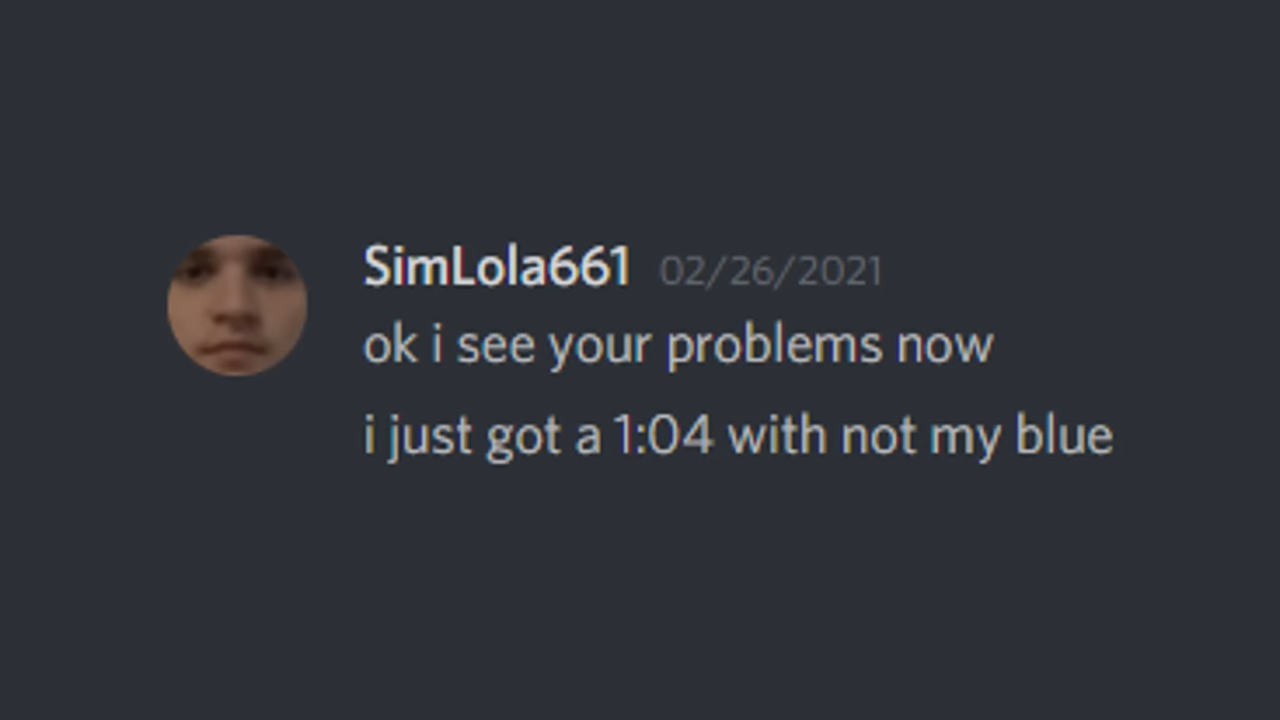 SimLola661 02/26/2021
ok i see your problems now
i just got a 1:04 with not my blue